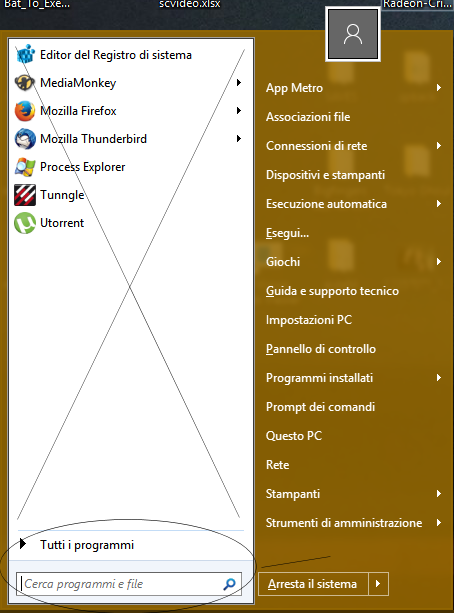 Bat_To_Exe...
scvideo.xlsx
Radeon-Cri...
Editor del Registro di sistema
MediaMonkey
Mozilla Firefox
Mozilla Thunderbird
Process Explorer
Tunngle
Utorrent
Tutti i programmi
Cerca programmi e file
App Metro
Associazioni file
Connessioni di rete
Dispositivi e stampanti
Esecuzione automatica
Esegui...
Giochi
Guida e supporto tecnico
Impostazioni PC
Pannello di controllo
Programmi installati
Prompt dei comandi
Questo PC
Rete
Stampanti
Strumenti di amministrazione
Arresta il sistema